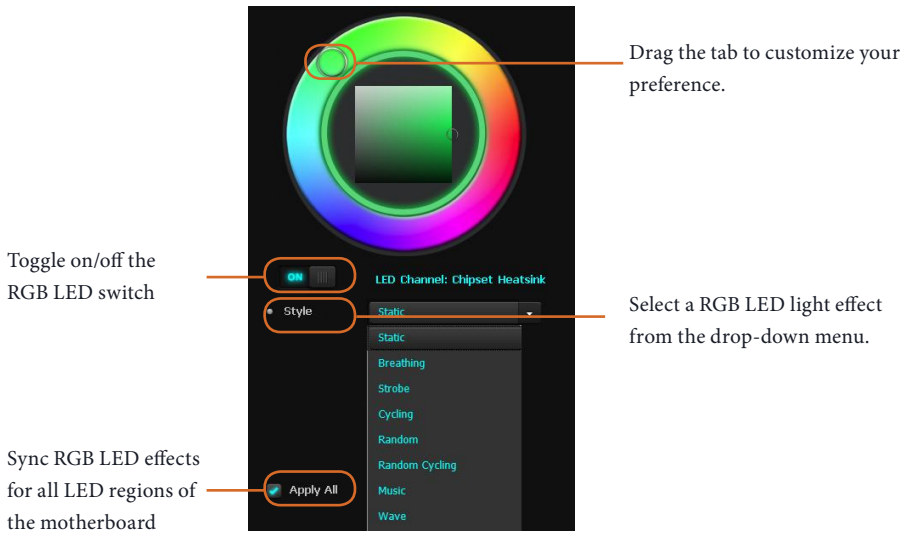 Drag the tab to customize your
preference.
Toggle on/off the
RGB LED switch
ON
LED Channel: Chipset Heatsink
Style
Static
Select a RGB LED light effect
from the drop-down menu.
Static
Breathing
Strobe
Cycling
Random
Random Cycling
Music
Wave
Sync RGB LED effects
for all LED regions of
the motherboard
Apply All